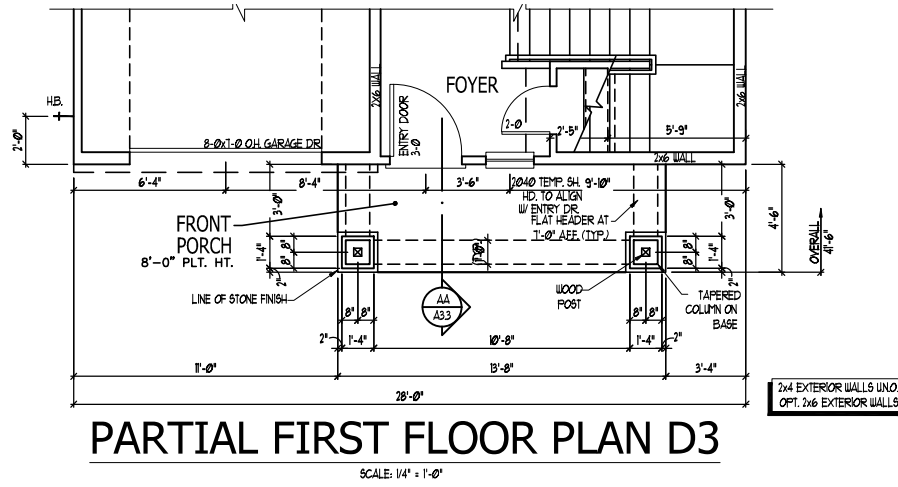 FOYER
H.B.
2x6 WALL
2x6 WALL
ENTRY DOOR
3-0
2-0
2'-5"
5'-9"
2'-0"
8-0x7-0 O.H. GARAGE DR.
2x6 WALL
6'-4"
8'-4"
3'-6"
2040 TEMP. SH.
9'-10"
HD. TO ALIGN
W/ ENTRY DR.
FLAT HEADER AT
7'-0" A.F.F. (TYP.)
3'-0"
3'-0"
4'-6"
OVERALL
41'-6"
FRONT
PORCH
8'-0" PLT. HT.
1'-4"
8"
8"
2"
8"
8"
1'-4"
2"
LINE OF STONE FINISH
WOOD
POST
TAPERED
COLUMN ON
BASE
AA
A3.3
8"
8"
8"
8"
2"
1'-4"
10'-8"
1'-4"
2"
11'-0"
13'-8"
3'-4"
28'-0"
2x4 EXTERIOR WALLS U.N.O.
OPT. 2x6 EXTERIOR WALLS
PARTIAL FIRST FLOOR PLAN D3
SCALE: 1/4" = 1'-0"